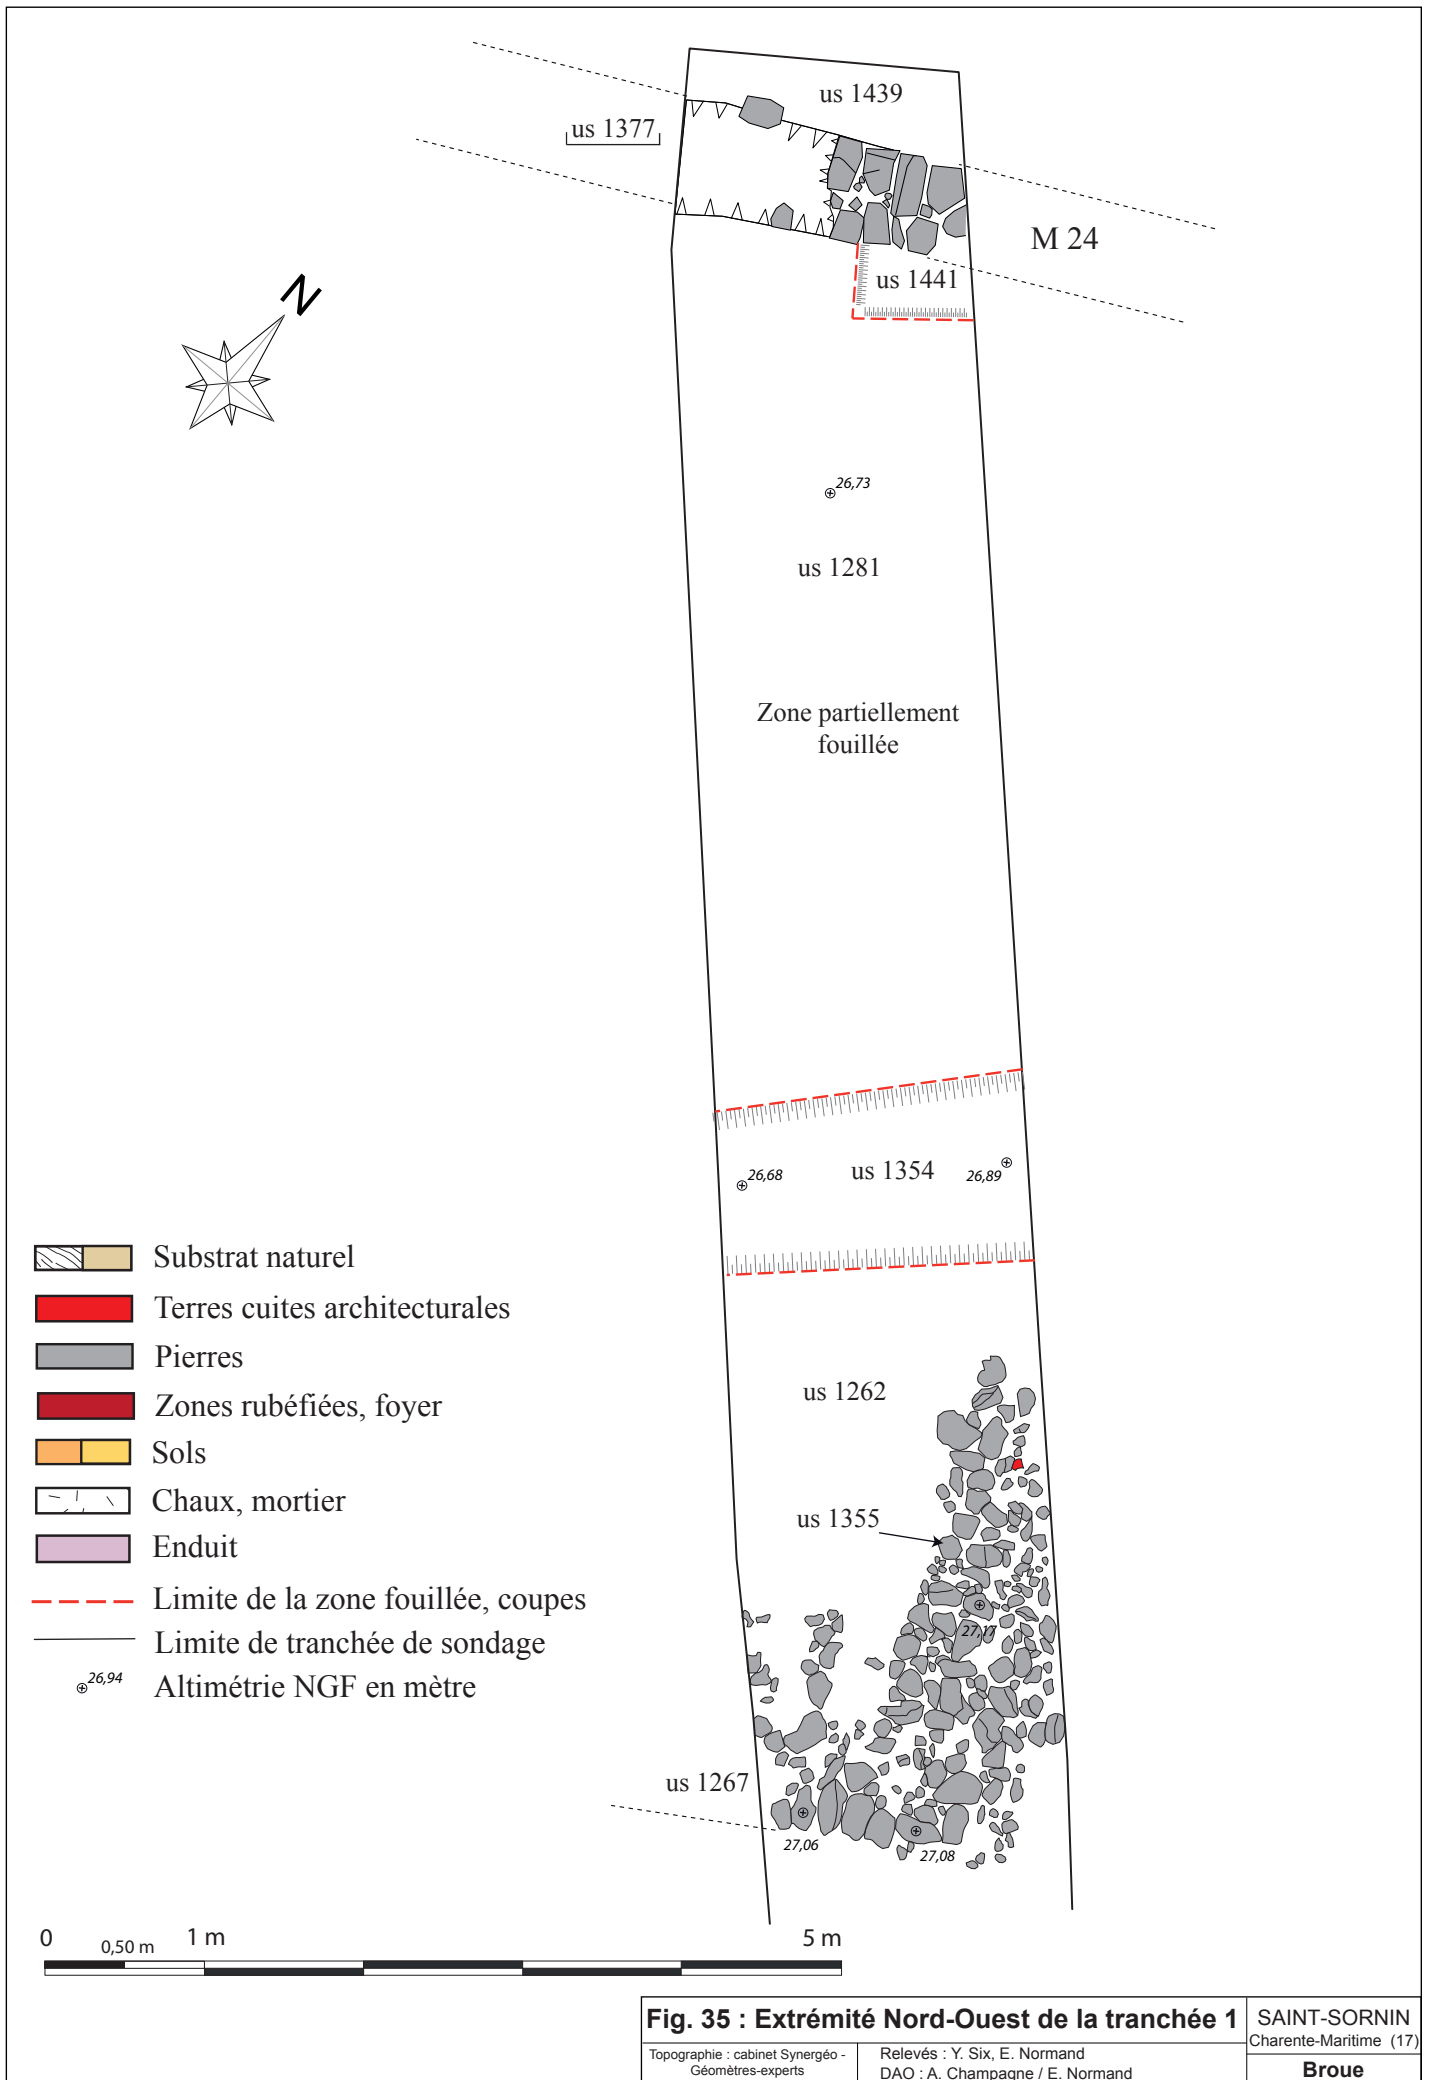 us 1439
us 1377
M 24
us 1441
N
26,73
us 1281
Zone partiellement
fouillée
us 1354
26,68
26,89
Substrat naturel
Terres cuites architecturales
Pierres
Zones rubéfiées, foyer
Sols
Chaux, mortier
Enduit
Limite de la zone fouillée, coupes
Limite de tranchée de sondage
26,94 Altimétrie NGF en mètre
us 1262
us 1355
27,17
us 1267
27,06
27,08
0 0,50 m 1 m 5 m
Fig. 35 : Extrémité Nord-Ouest de la tranchée 1
Topographie : cabinet Synergéo -
Géomètres-experts
Relevés : Y. Six, E. Normand
DAO : A. Champagne / E. Normand
SAINT-SORNIN
Charente-Maritime (17)
Broue